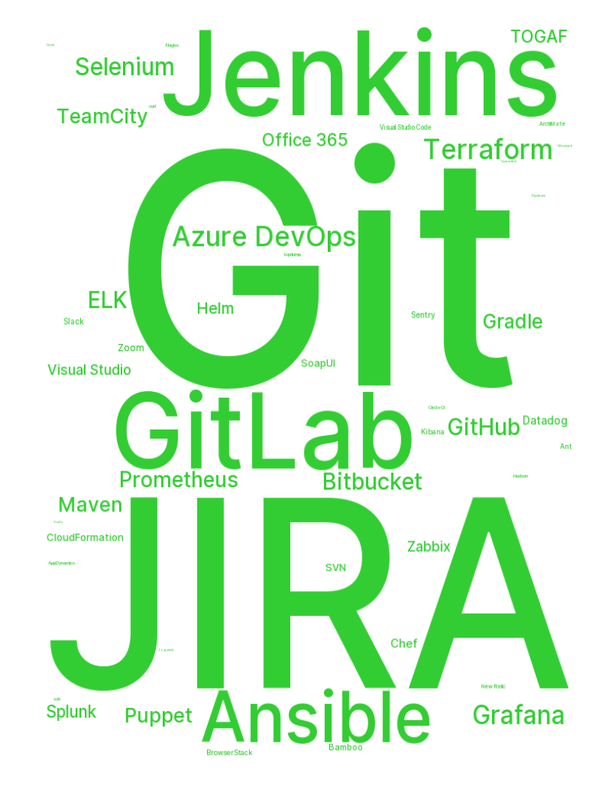 Jenkins
TOGAF
Selenium
Nagios
TeamCity
Visual Studio Code
ArchiMate
Office 365
Terraform
Git
Azure DevOps
ELK
Helm
Slack
Sentry
Gradle
Zoom
SoapUI
Visual Studio
GitLab
Kibana
GitHub
Datadog
Ant
Prometheus
Bitbucket
Maven
CloudFormation
JIRA
Zabbix
AppDynamics
SVN
Chef
New Relic
Splunk
Puppet
Ansible
Grafana
Bamboo
BrowserStack